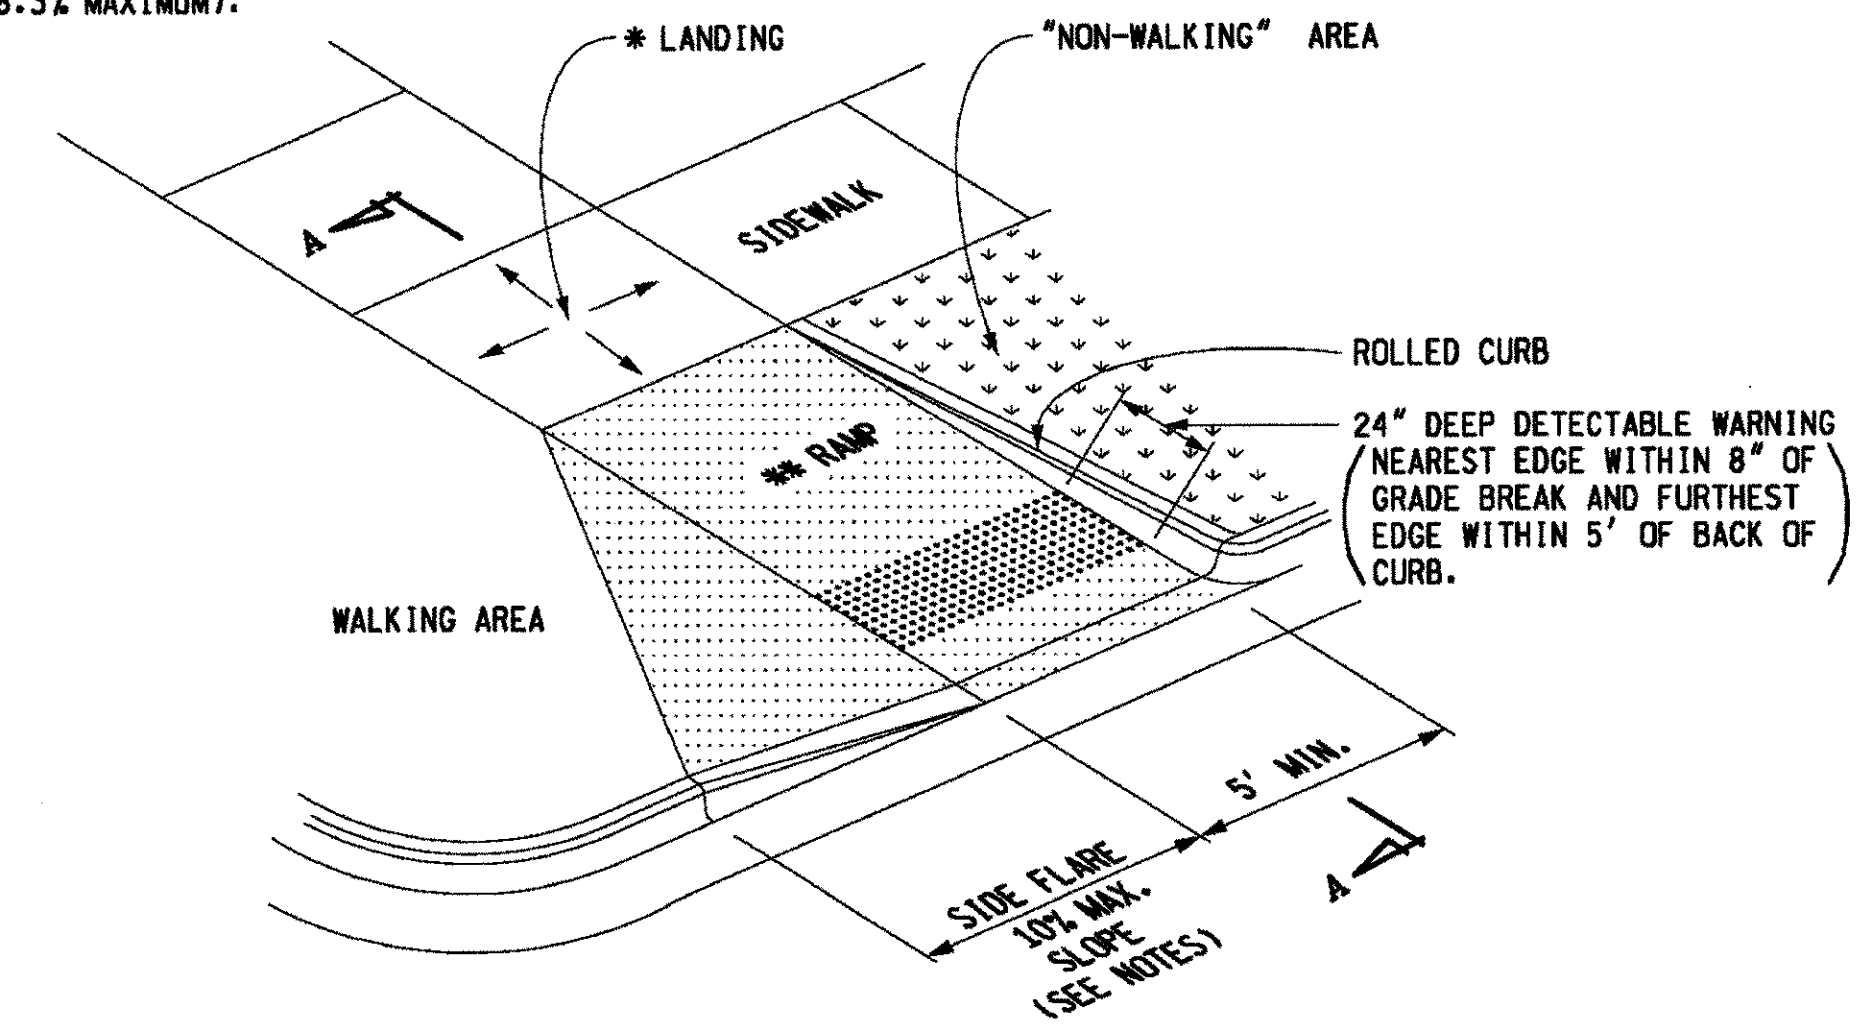 8.3% MAXIMUM).
* LANDING
"NON-WALKING" AREA
A
SIDEWALK
ROLLED CURB
24" DEEP DETECTABLE WARNING
(NEAREST EDGE WITHIN 8" OF
GRADE BREAK AND FURTHEST
EDGE WITHIN 5' OF BACK OF
CURB.)
** RAMP
WALKING AREA
5' MIN.
SIDE FLARE
10% MAX.
SLOPE
(SEE NOTES)
A